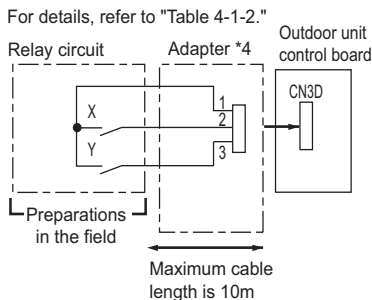 For details, refer to "Table 4-1-2."
Relay circuit
Adapter *4
Outdoor unit
control board
CN3D
X
Y
1
2
3
Preparations
in the field
Maximum cable
length is 10m